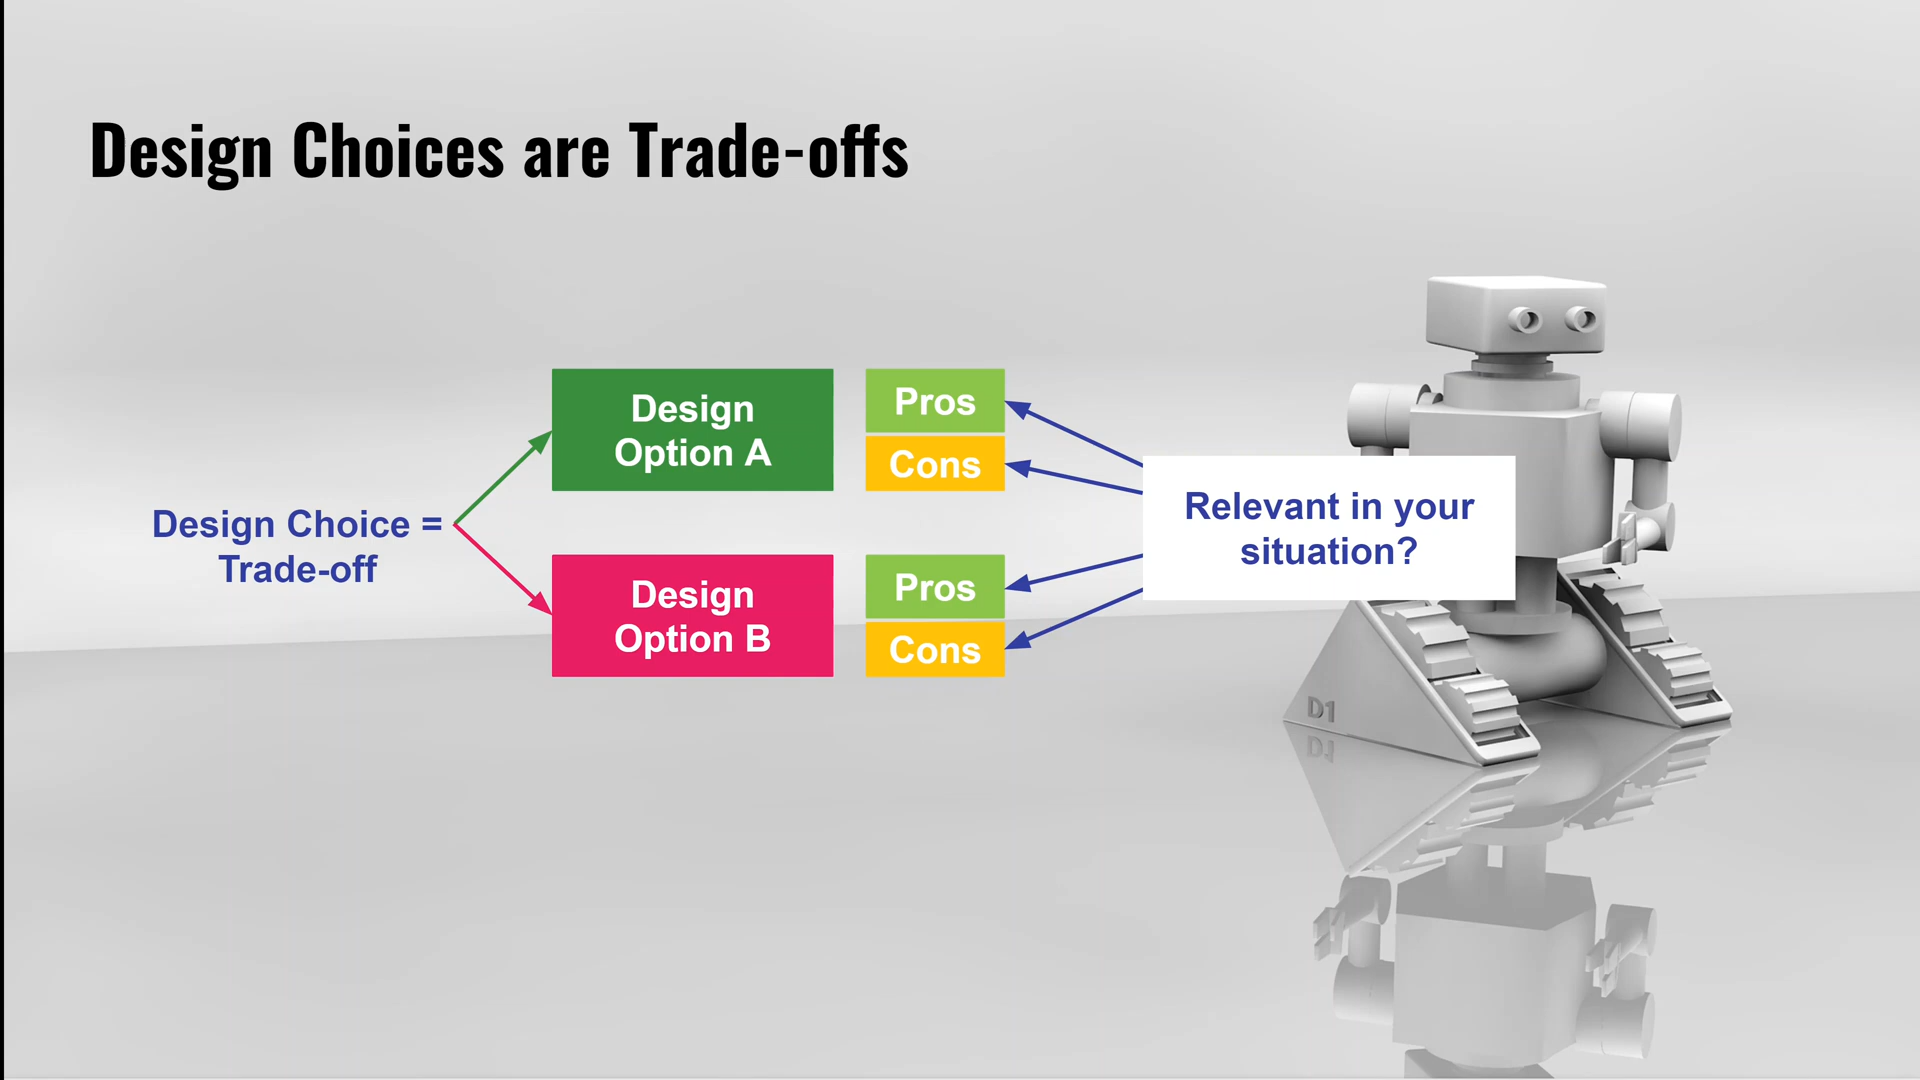 Design Choices are Trade-offs
Design Choice =
Trade-off
Design
Option A
Pros
Cons
Design
Option B
Pros
Cons
Relevant in your
situation?
D1